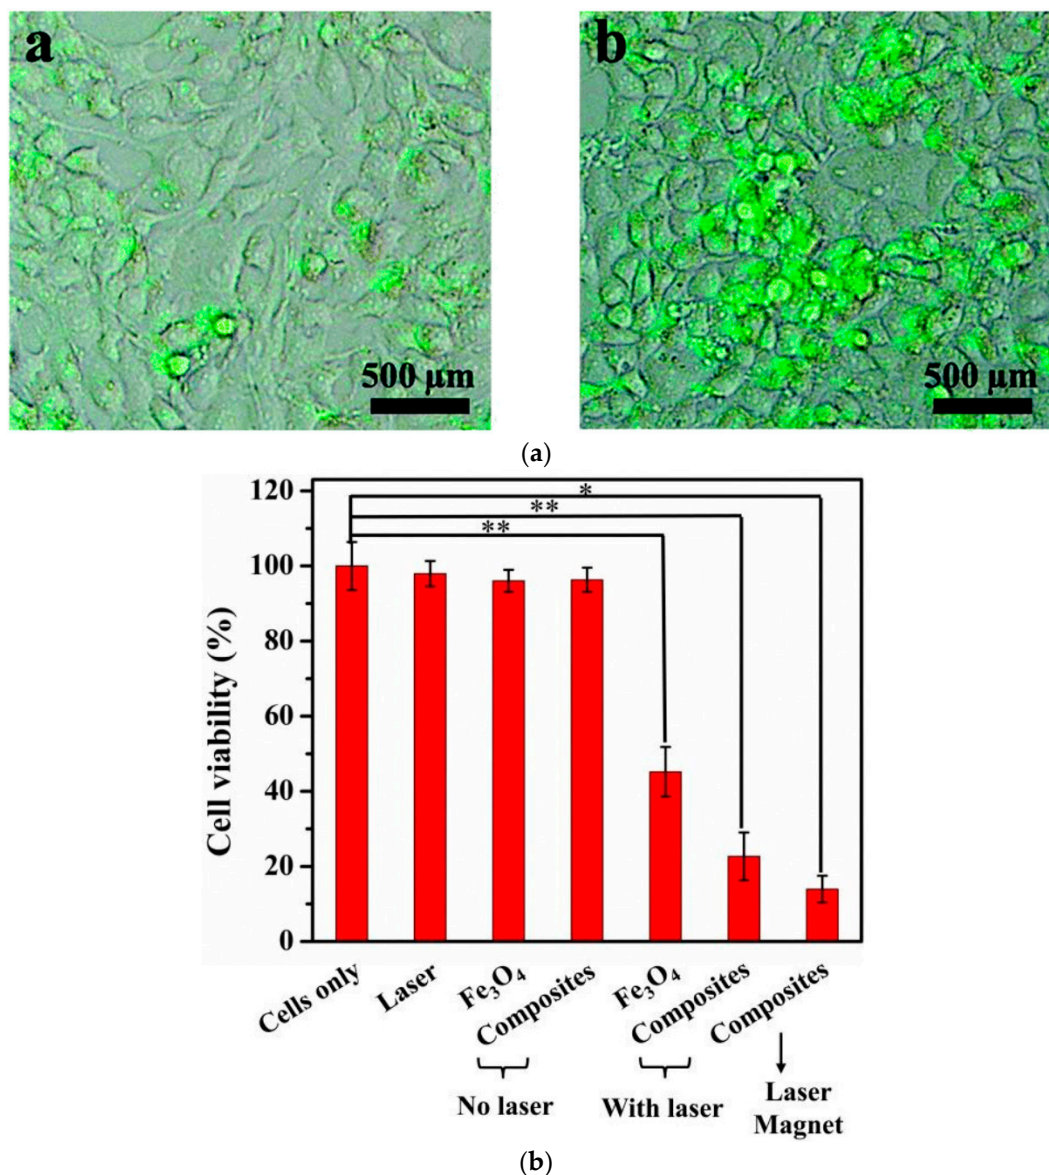 a
b
500 μm
500 μm
(a)
120
100
80
60
40
20
0
Cell viability (%)
*
**
**
Cells only
Laser
Fe₃O₄
Composites
Fe₃O₄
Composites
Composites
No laser
With laser
Laser
Magnet
(b)